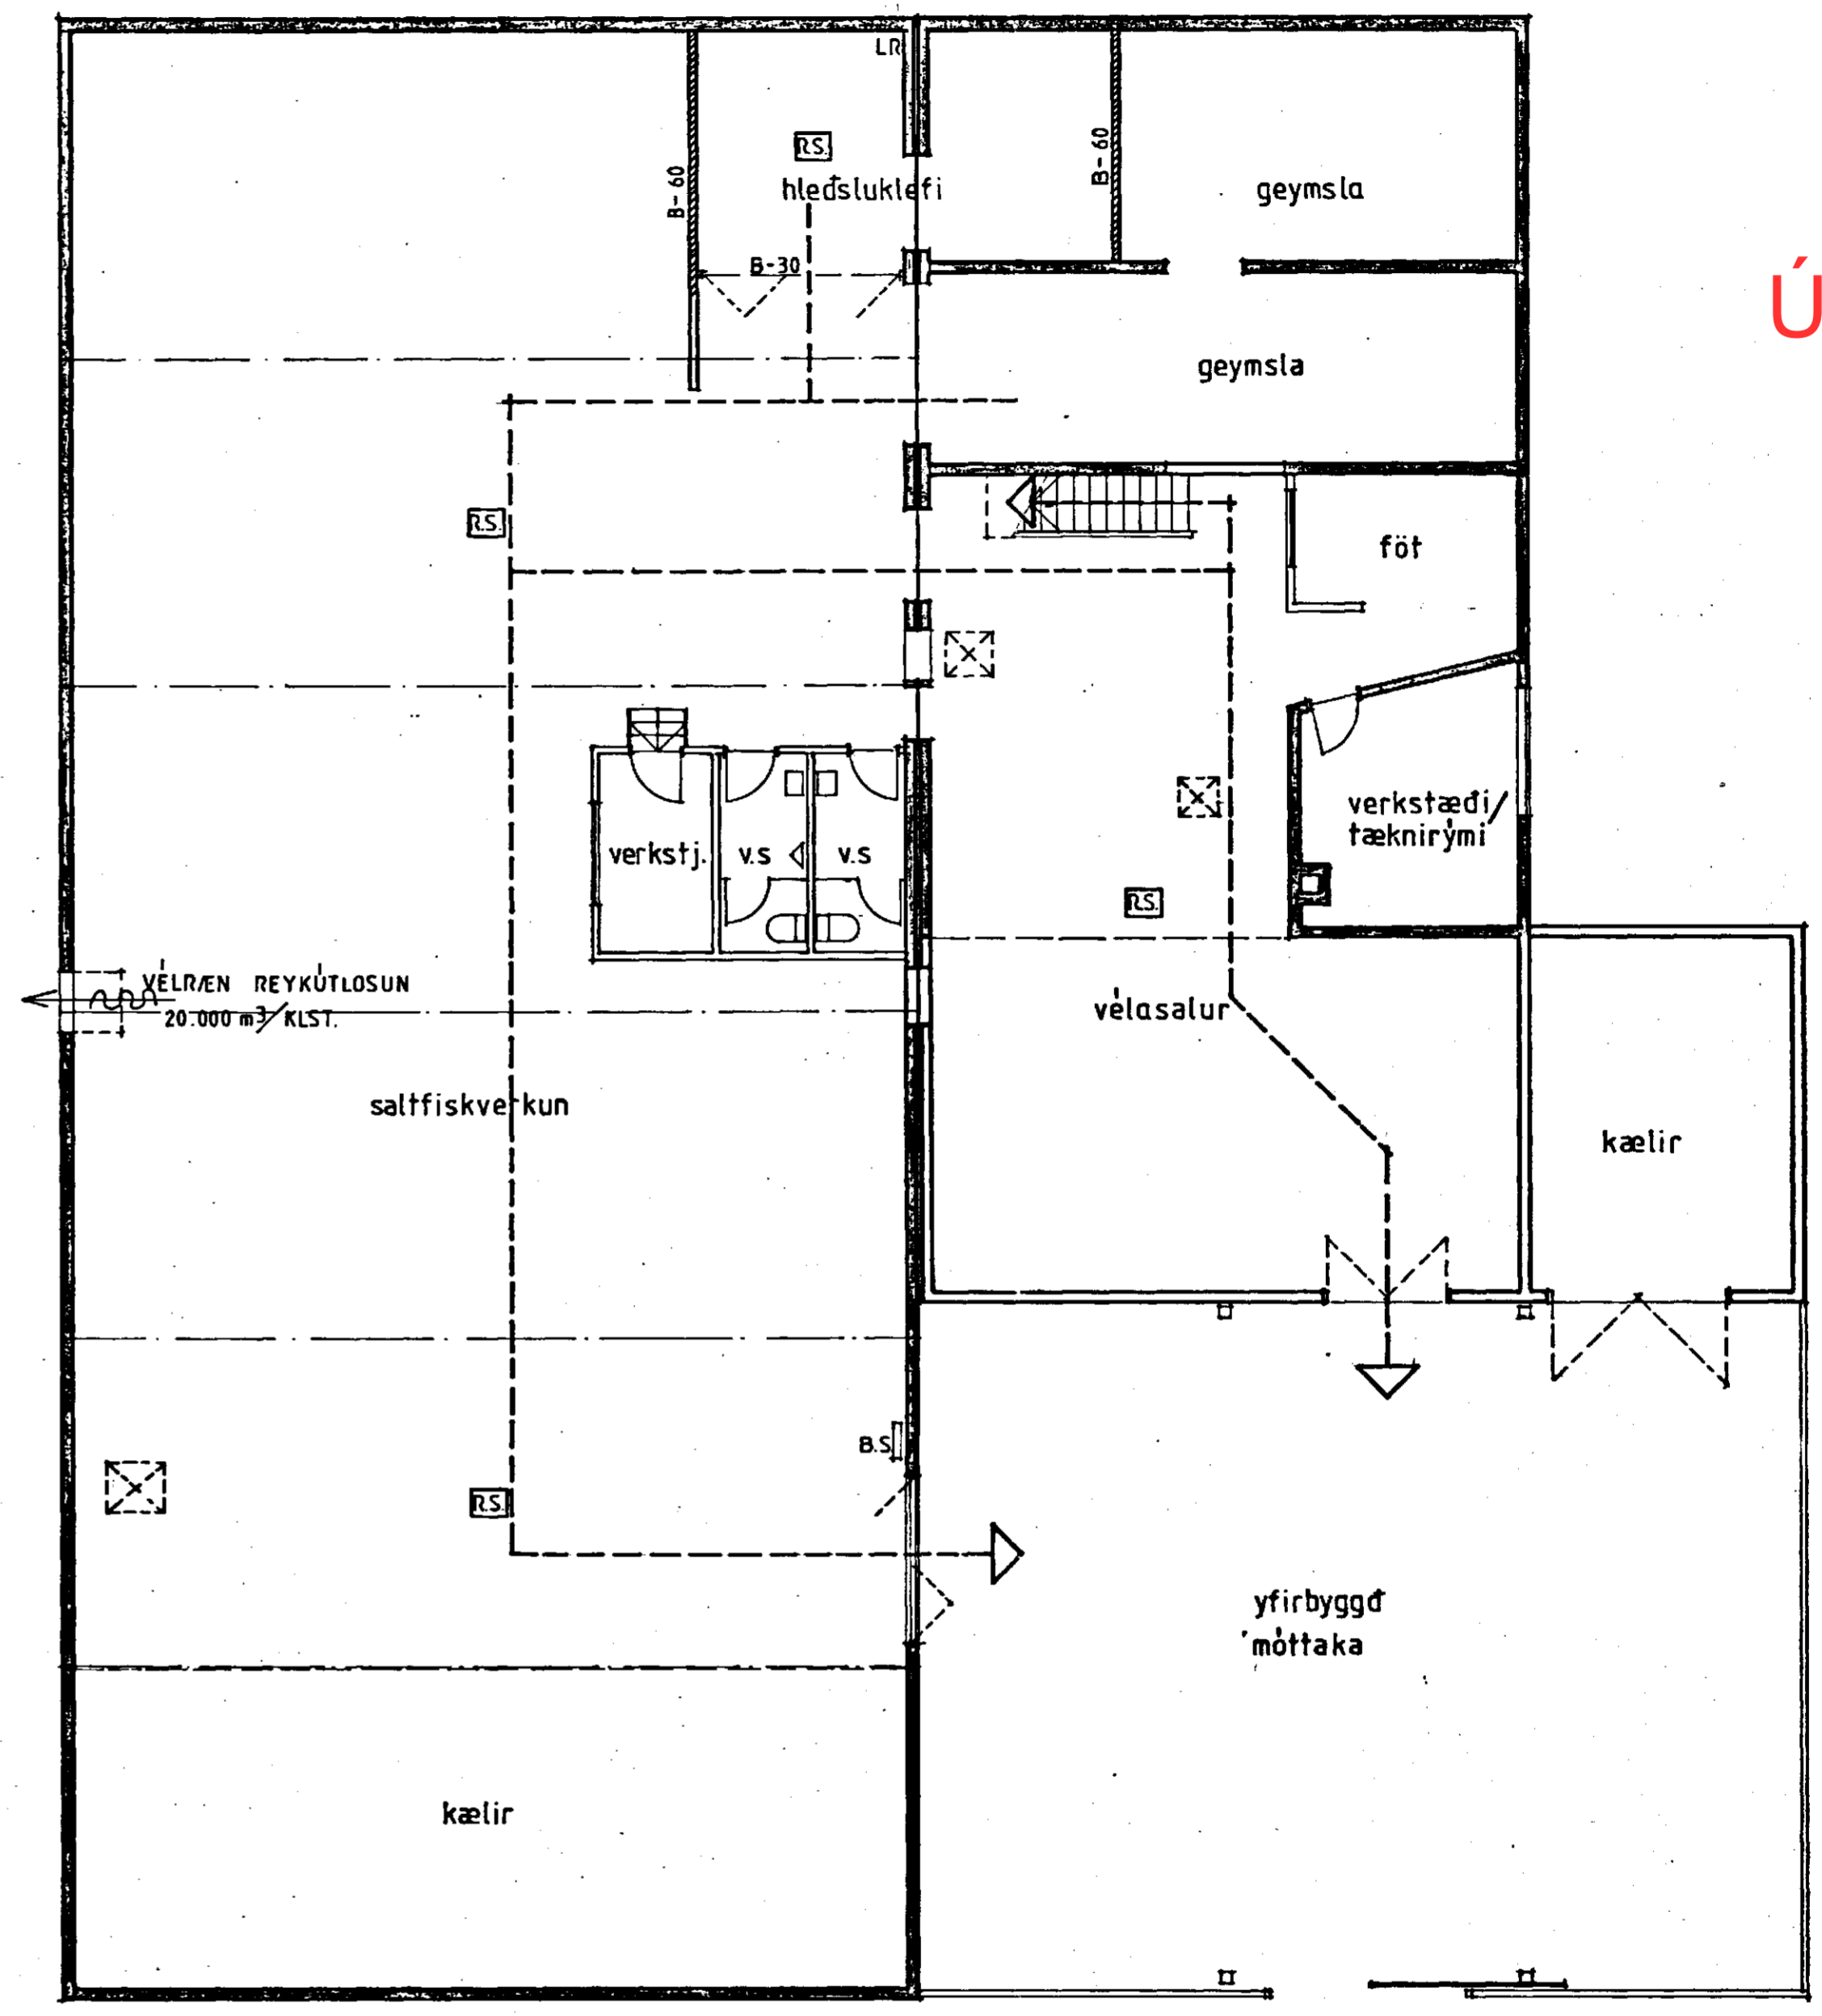 LR
R.S.
hleðsluklefi
B-60
B-60
geymsla
B-30
Ú
geymsla
R.S.
föt
verkstæði/
tæknirými
verkstj.
v.s
v.s
R.S.
VÉLRÆN REYKÚTLOSUN
20.000 m³/KLST.
vélasalur
saltfiskverkun
kælir
B.S
R.S.
yfirbyggð
móttaka
kælir